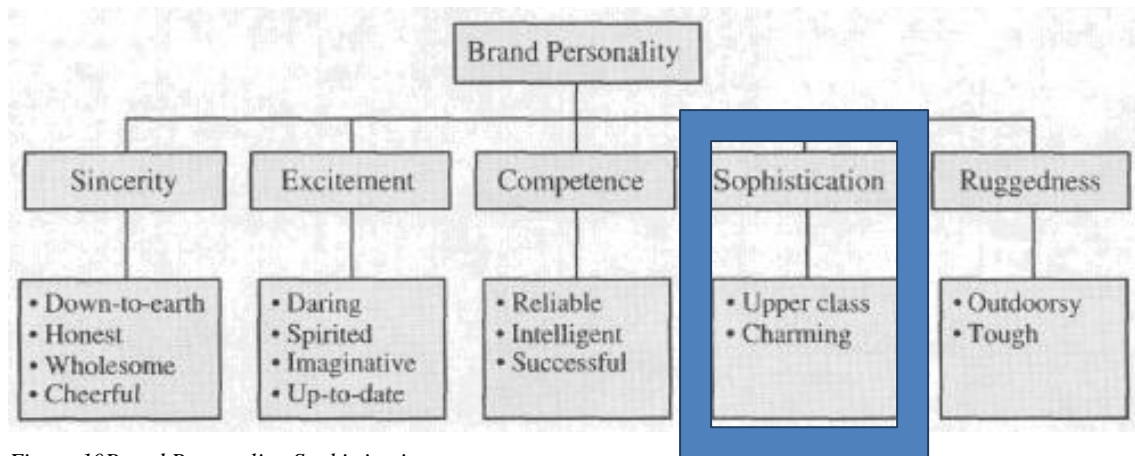 Brand Personality
Sincerity
Excitement
Competence
Sophistication
Ruggedness
• Down-to-earth
• Honest
• Wholesome
• Cheerful
• Daring
• Spirited
• Imaginative
• Up-to-date
• Reliable
• Intelligent
• Successful
• Upper class
• Charming
• Outdoorsy
• Tough